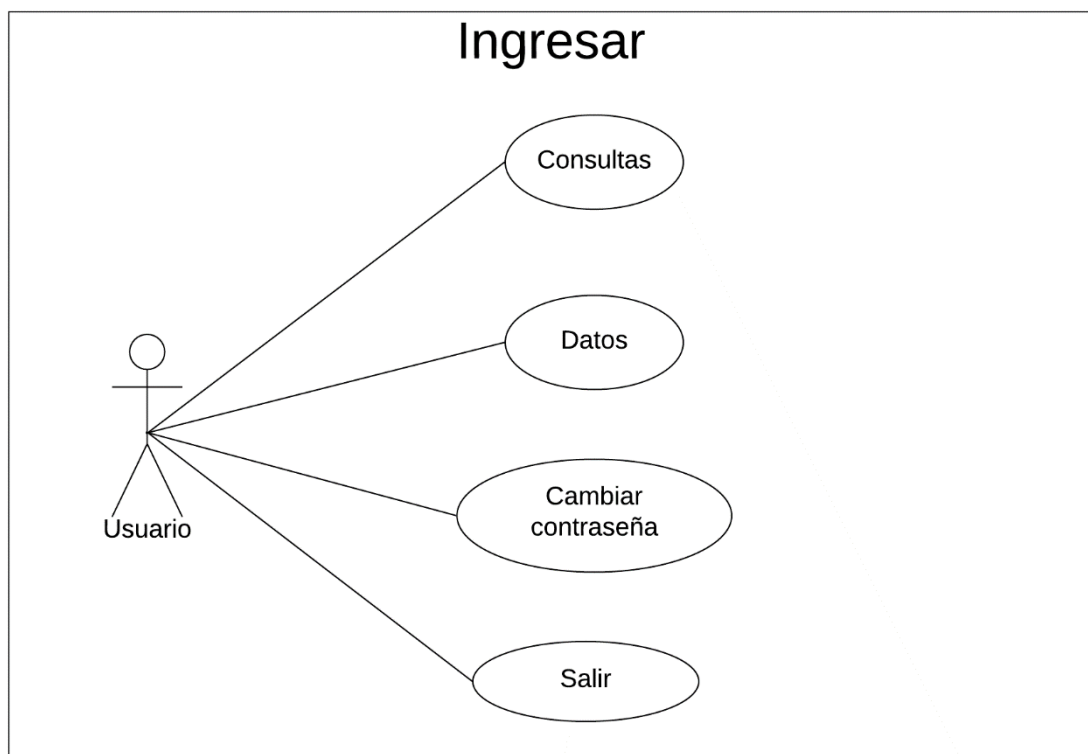 Ingresar
Consultas
Datos
Cambiar
contraseña
Usuario
Salir